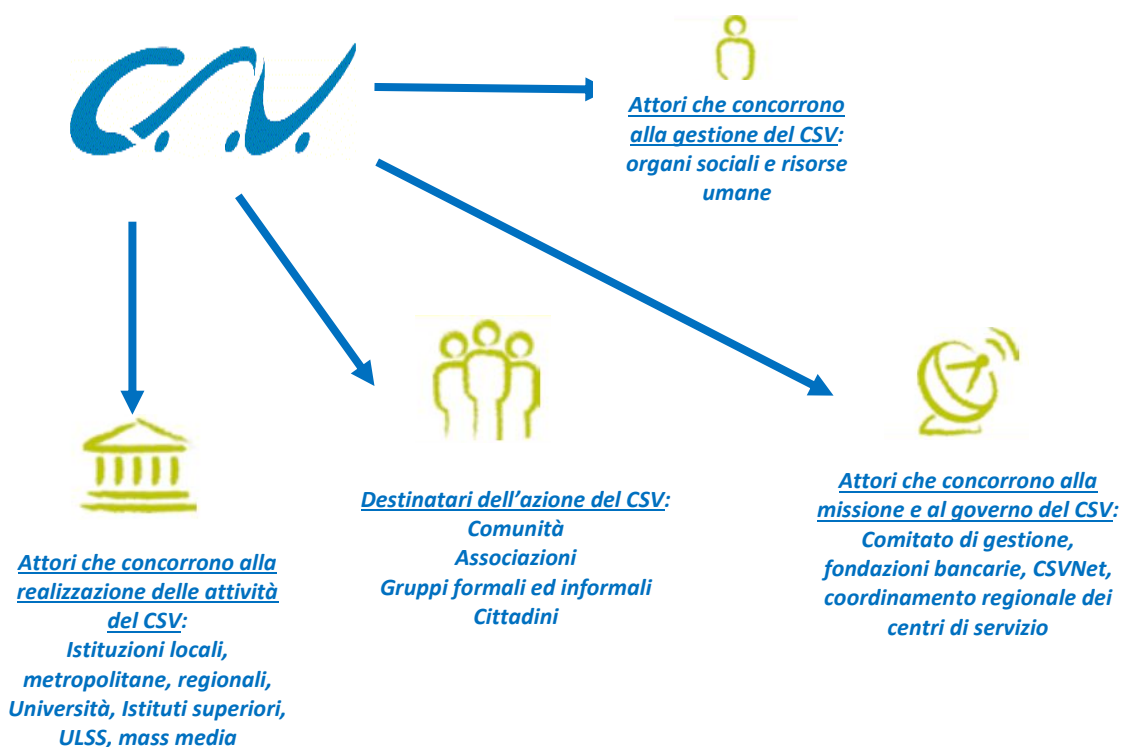 C.S.V.
Attori che concorrono
alla gestione del CSV:
organi sociali e risorse
umane
Destinatari dell’azione del CSV:
Comunità
Associazioni
Gruppi formali ed informali
Cittadini
Attori che concorrono alla
missione e al governo del CSV:
Comitato di gestione,
fondazioni bancarie, CSVNet,
coordinamento regionale dei
centri di servizio
Attori che concorrono alla
realizzazione delle attività
del CSV:
Istituzioni locali,
metropolitane, regionali,
Università, Istituti superiori,
ULSS, mass media